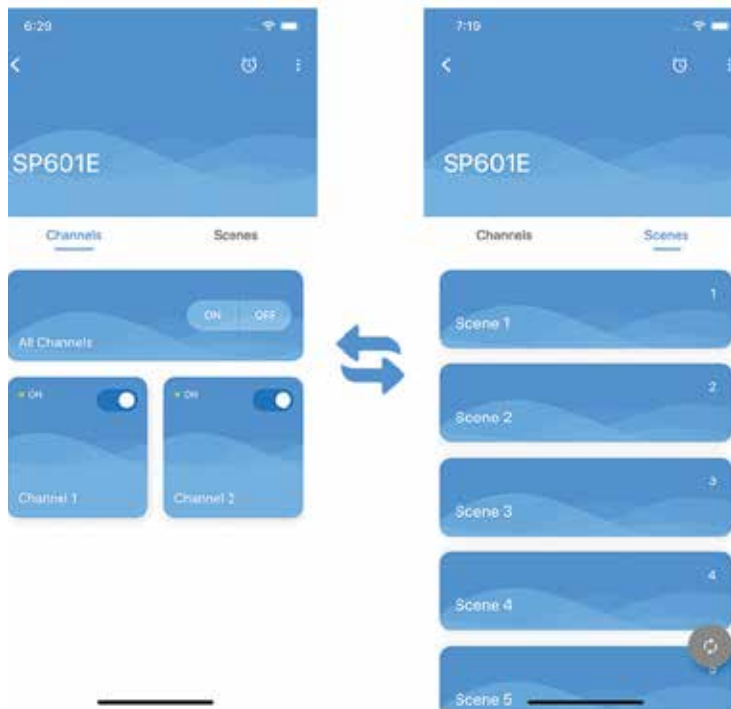 6:29
SP601E
Channels Scenes
ON OFF
All Channels
ON ON
Channel 1 Channel 2
7:19
SP601E
Channels Scenes
1
Scene 1
2
Scene 2
3
Scene 3
4
Scene 4
5
Scene 5